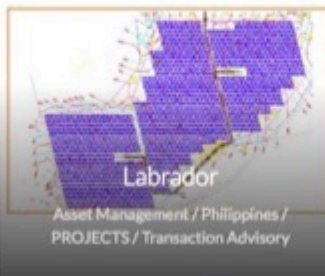 Labrador
Asset Management / Philippines /
PROJECTS / Transaction Advisory